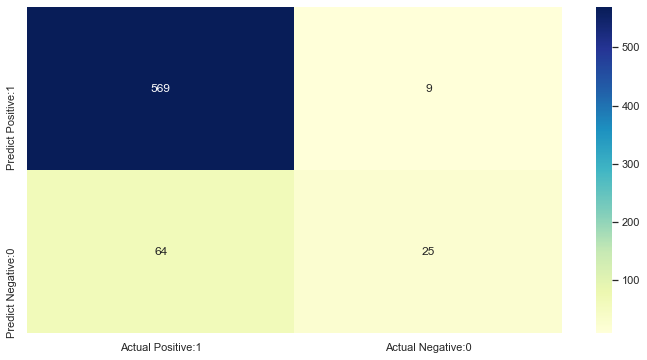 Predict Positive:1
569
9
Predict Negative:0
64
25
Actual Positive:1
Actual Negative:0
500
400
300
200
100